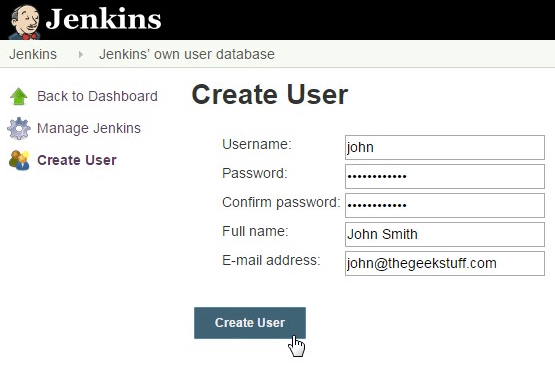 Jenkins
Jenkins Jenkins' own user database
Back to Dashboard
Manage Jenkins
Create User
Create User
Username: john
Password: ••••••••••••
Confirm password: ••••••••••••
Full name: John Smith
E-mail address: john@thegeekstuff.com
Create User